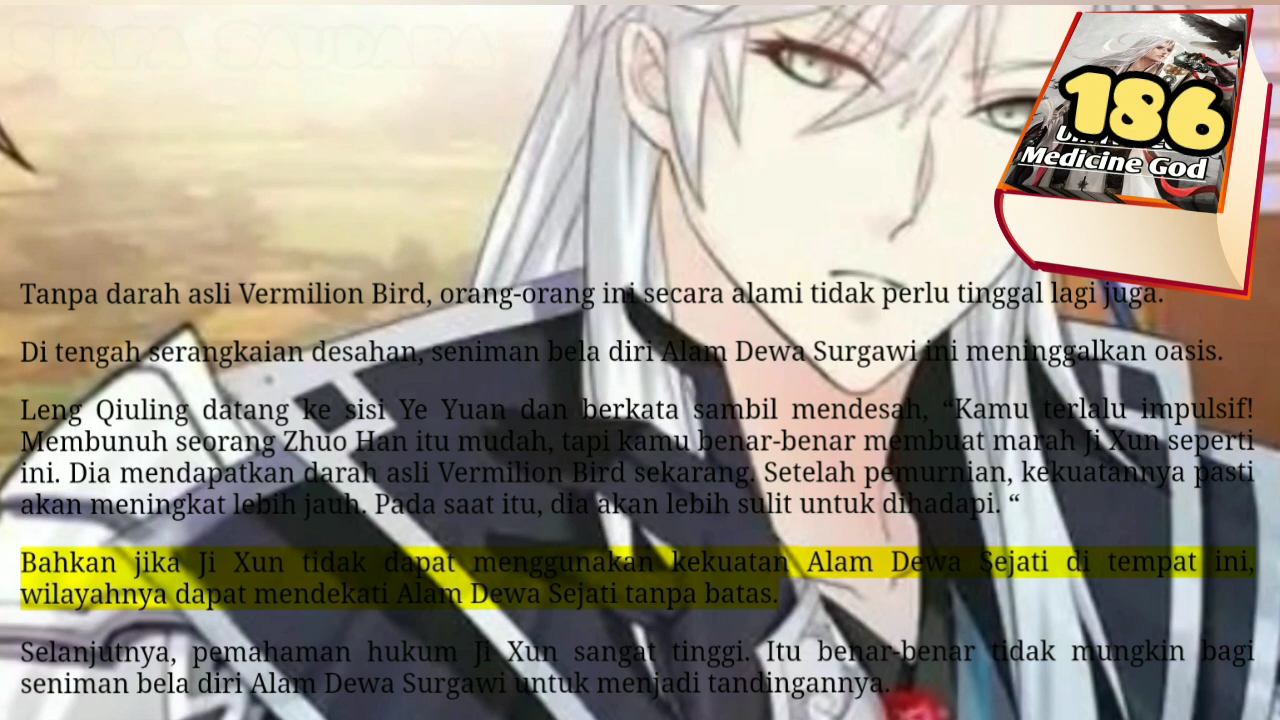 186
Medicine God
Tanpa darah asli Vermilion Bird, orang-orang ini secara alami tidak perlu tinggal lagi juga.
Di tengah serangkaian desahan, seniman bela diri Alam Dewa Surgawi ini meninggalkan oasis.
Leng Qiuling datang ke sisi Ye Yuan dan berkata sambil mendesah, “Kamu terlalu impulsif!
Membunuh seorang Zhuo Han itu mudah, tapi kamu benar-benar membuat marah Ji Xun seperti
ini. Dia mendapatkan darah asli Vermilion Bird sekarang. Setelah pemurnian, kekuatannya pasti
akan meningkat lebih jauh. Pada saat itu, dia akan lebih sulit untuk dihadapi. “
Bahkan jika Ji Xun tidak dapat menggunakan kekuatan Alam Dewa Sejati di tempat ini,
wilayahnya dapat mendekati Alam Dewa Sejati tanpa batas.
Selanjutnya, pemahaman hukum Ji Xun sangat tinggi. Itu benar-benar tidak mungkin bagi
seniman bela diri Alam Dewa Surgawi untuk menjadi tandingannya.